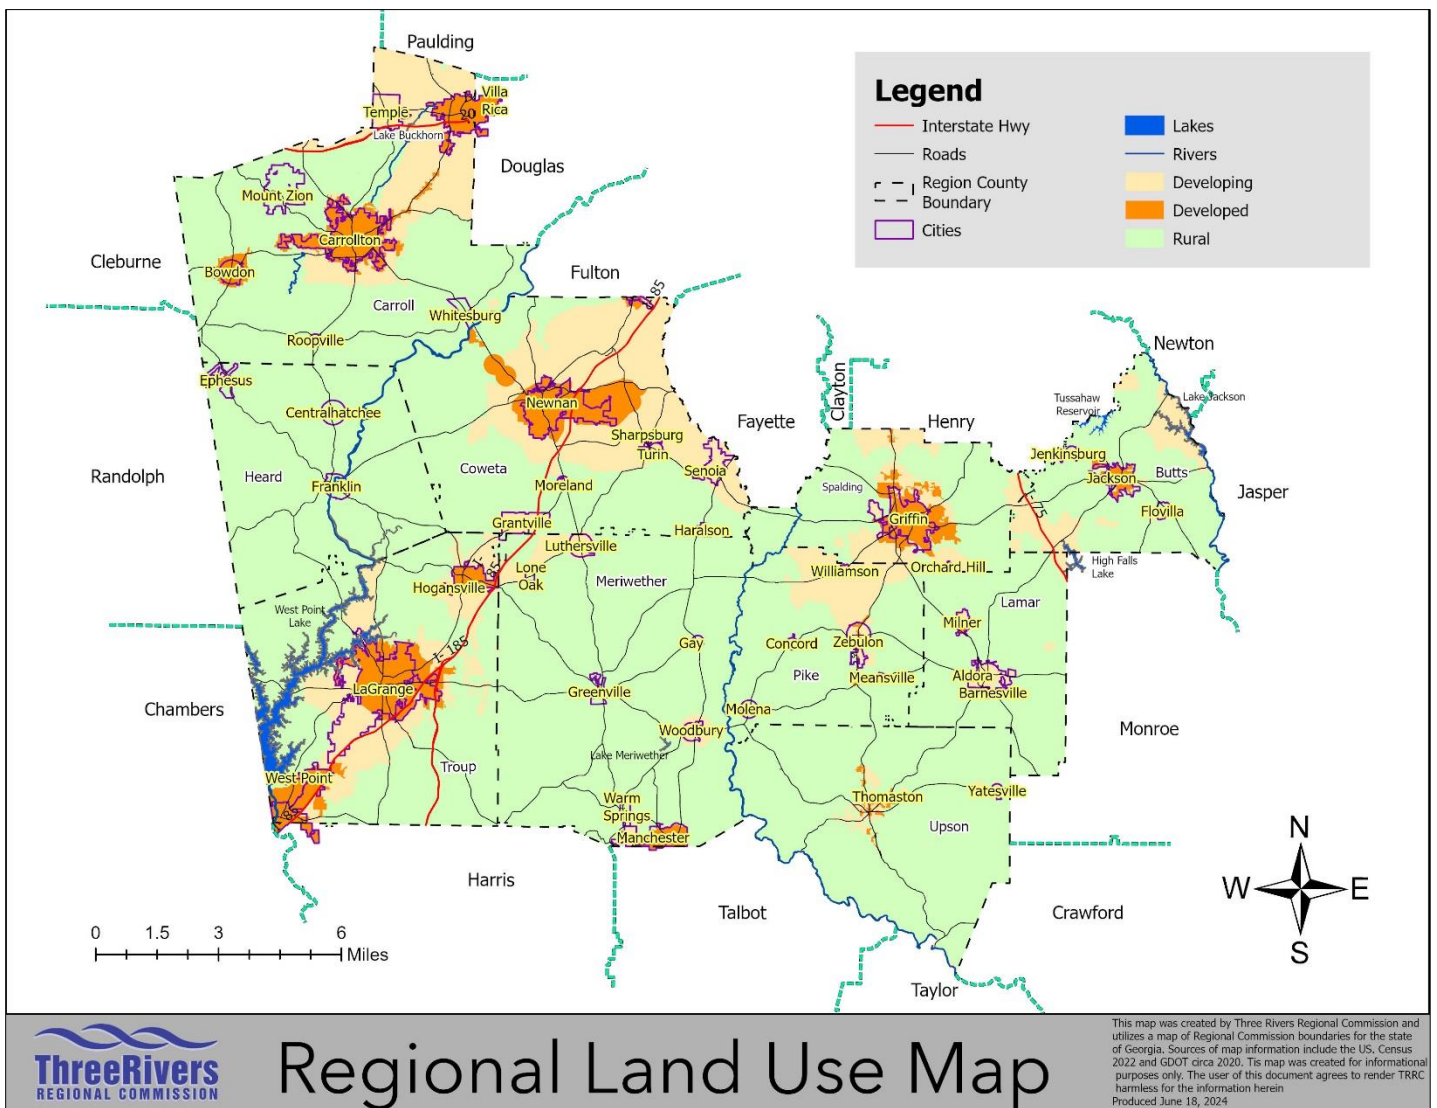 Paulding
Villa
Rica
Temple
20
Lake Buckhorn
Douglas
Mount Zion
Carrollton
Cleburne
Bowdon
Fulton
Carroll
Whitesburg
I-85
Roopville
Ephesus
Centralhatchee
Newnan
Sharpsburg
Turin
Senoia
Fayette
Clayton
Henry
Newton
Tussahaw
Reservoir
Lake Jackson
Jenkinsburg
Jackson
Butts
Jasper
Flovilla
Randolph
Heard
Franklin
Coweta
Moreland
Spalding
Griffin
I-75
Grantville
Haralson
Luthersville
Lone
Oak
Hogansville
I-85
Meriwether
Williamson
Orchard Hill
High Falls
Lake
Lamar
West Point
Lake
I- 185
Gay
Concord
Zebulon
Milner
Pike
Meansville
Aldora
Barnesville
LaGrange
Greenville
Chambers
Molena
Woodbury
Monroe
Lake Meriwether
Troup
West Point
85
Warm
Springs
Manchester
Thomaston
Yatesville
Upson
Harris
Talbot
Crawford
Taylor
Legend
Interstate Hwy
Roads
Region County
Boundary
Cities
Lakes
Rivers
Developing
Developed
Rural
N
W E
S
0 1.5 3 6
Miles
ThreeRivers
REGIONAL COMMISSION
Regional Land Use Map
This map was created by Three Rivers Regional Commission and
utilizes a map of Regional Commission boundaries for the state
of Georgia. Sources of map information include the US. Census
2022 and GDOT circa 2020. Tis map was created for informational
purposes only. The user of this document agrees to render TRRC
harmless for the information herein
Produced June 18, 2024